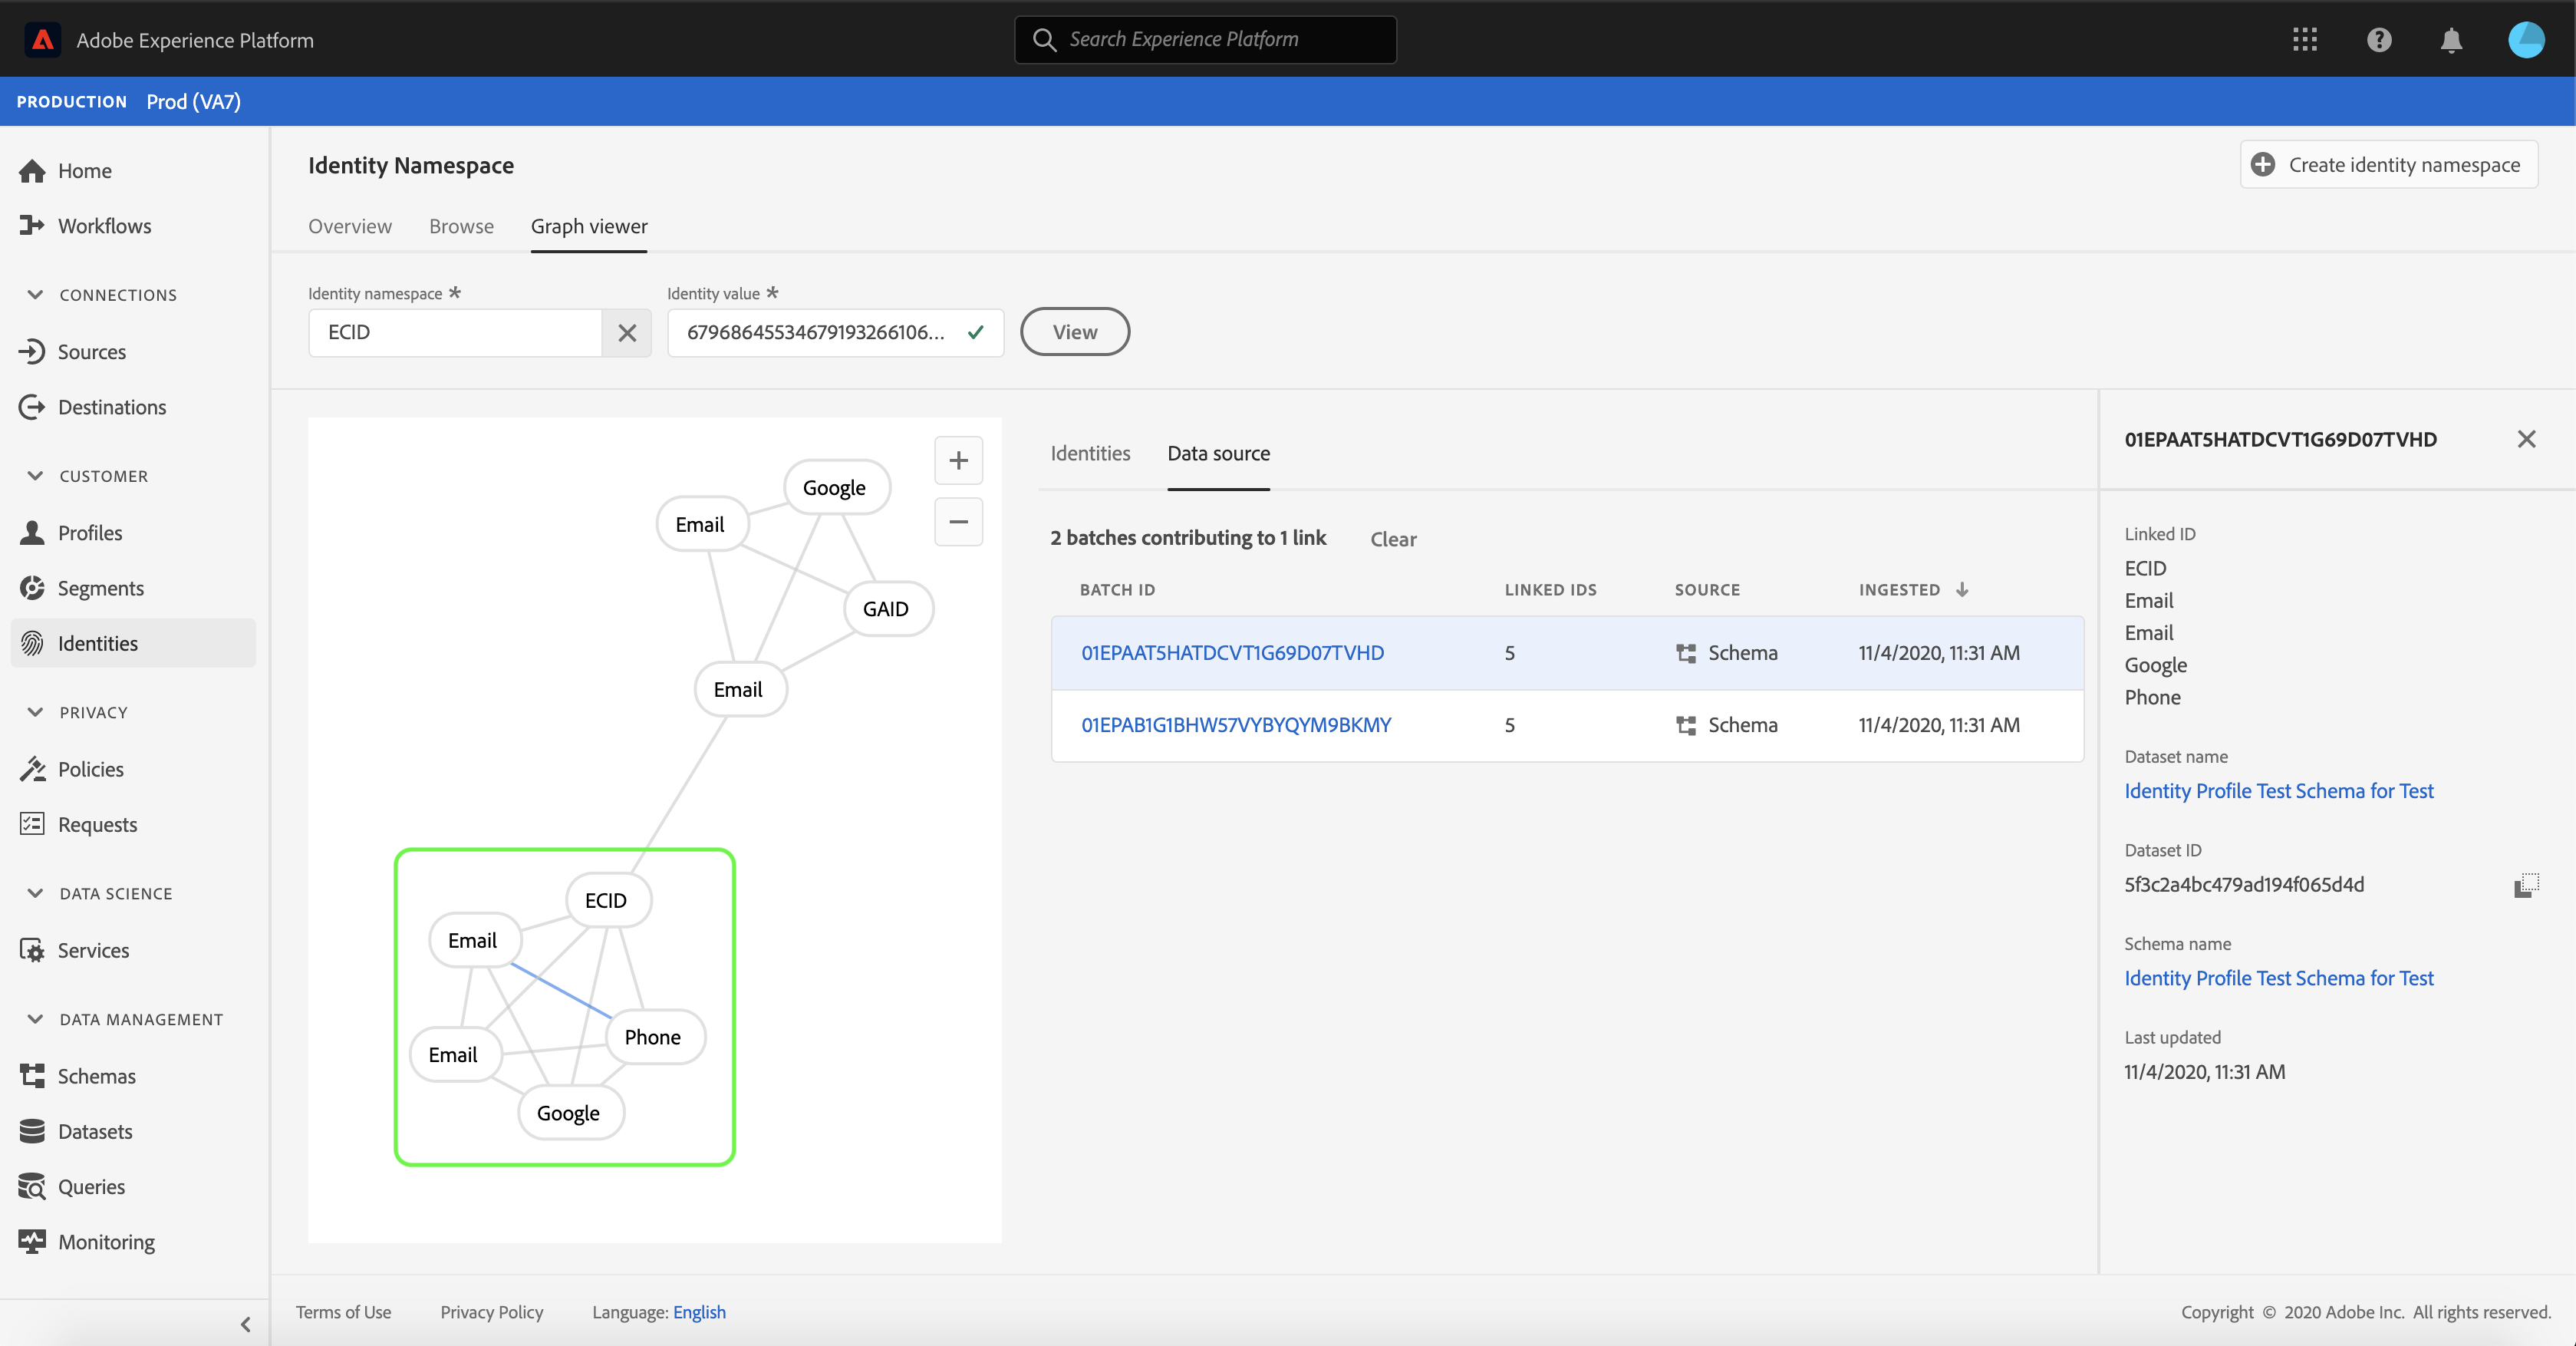 Adobe Experience Platform
Search Experience Platform
PRODUCTION Prod (VA7)
Home
Workflows
CONNECTIONS
Sources
Destinations
CUSTOMER
Profiles
Segments
Identities
PRIVACY
Policies
Requests
DATA SCIENCE
Services
DATA MANAGEMENT
Schemas
Datasets
Queries
Monitoring
Identity Namespace
Create identity namespace
Overview Browse Graph viewer
Identity namespace * Identity value *
ECID 67968645534679193266106... View
Google
Email
GAID
Email
ECID
Email
Phone
Email
Google
Identities Data source
2 batches contributing to 1 link Clear
BATCH ID LINKED IDS SOURCE INGESTED
01EPAAT5HATDCVT1G69D07TVHD 5 Schema 11/4/2020, 11:31 AM
01EPAB1G1BHW57VYBYQYM9BKMY 5 Schema 11/4/2020, 11:31 AM
01EPAAT5HATDCVT1G69D07TVHD
Linked ID
ECID
Email
Email
Google
Phone
Dataset name
Identity Profile Test Schema for Test
Dataset ID
5f3c2a4bc479ad194f065d4d
Schema name
Identity Profile Test Schema for Test
Last updated
11/4/2020, 11:31 AM
Terms of Use Privacy Policy Language: English Copyright © 2020 Adobe Inc. All rights reserved.